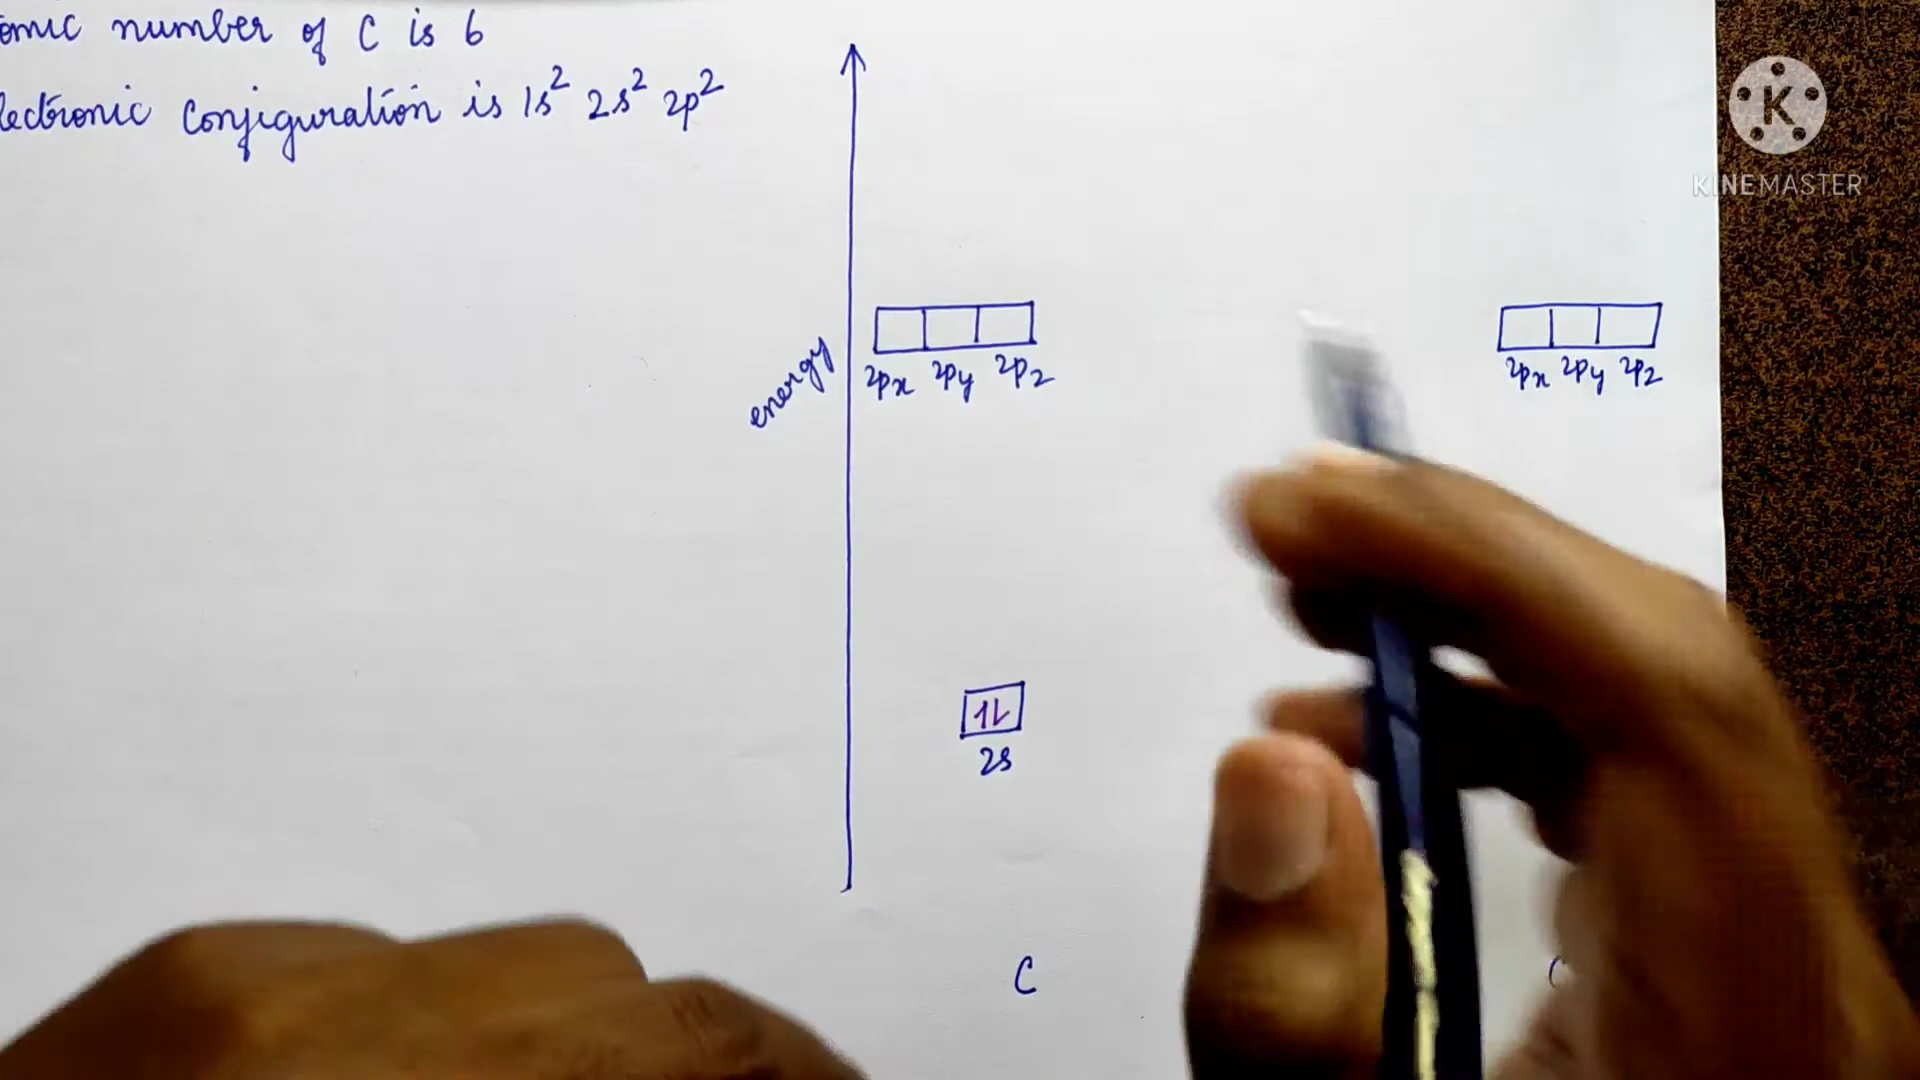 omic number of C is 6
lectronic Configuration is 1s² 2s² 2p²
K
KINEMASTER
energy
2px 2py 2pz
2px 2py 2pz
1L
2s
C
C